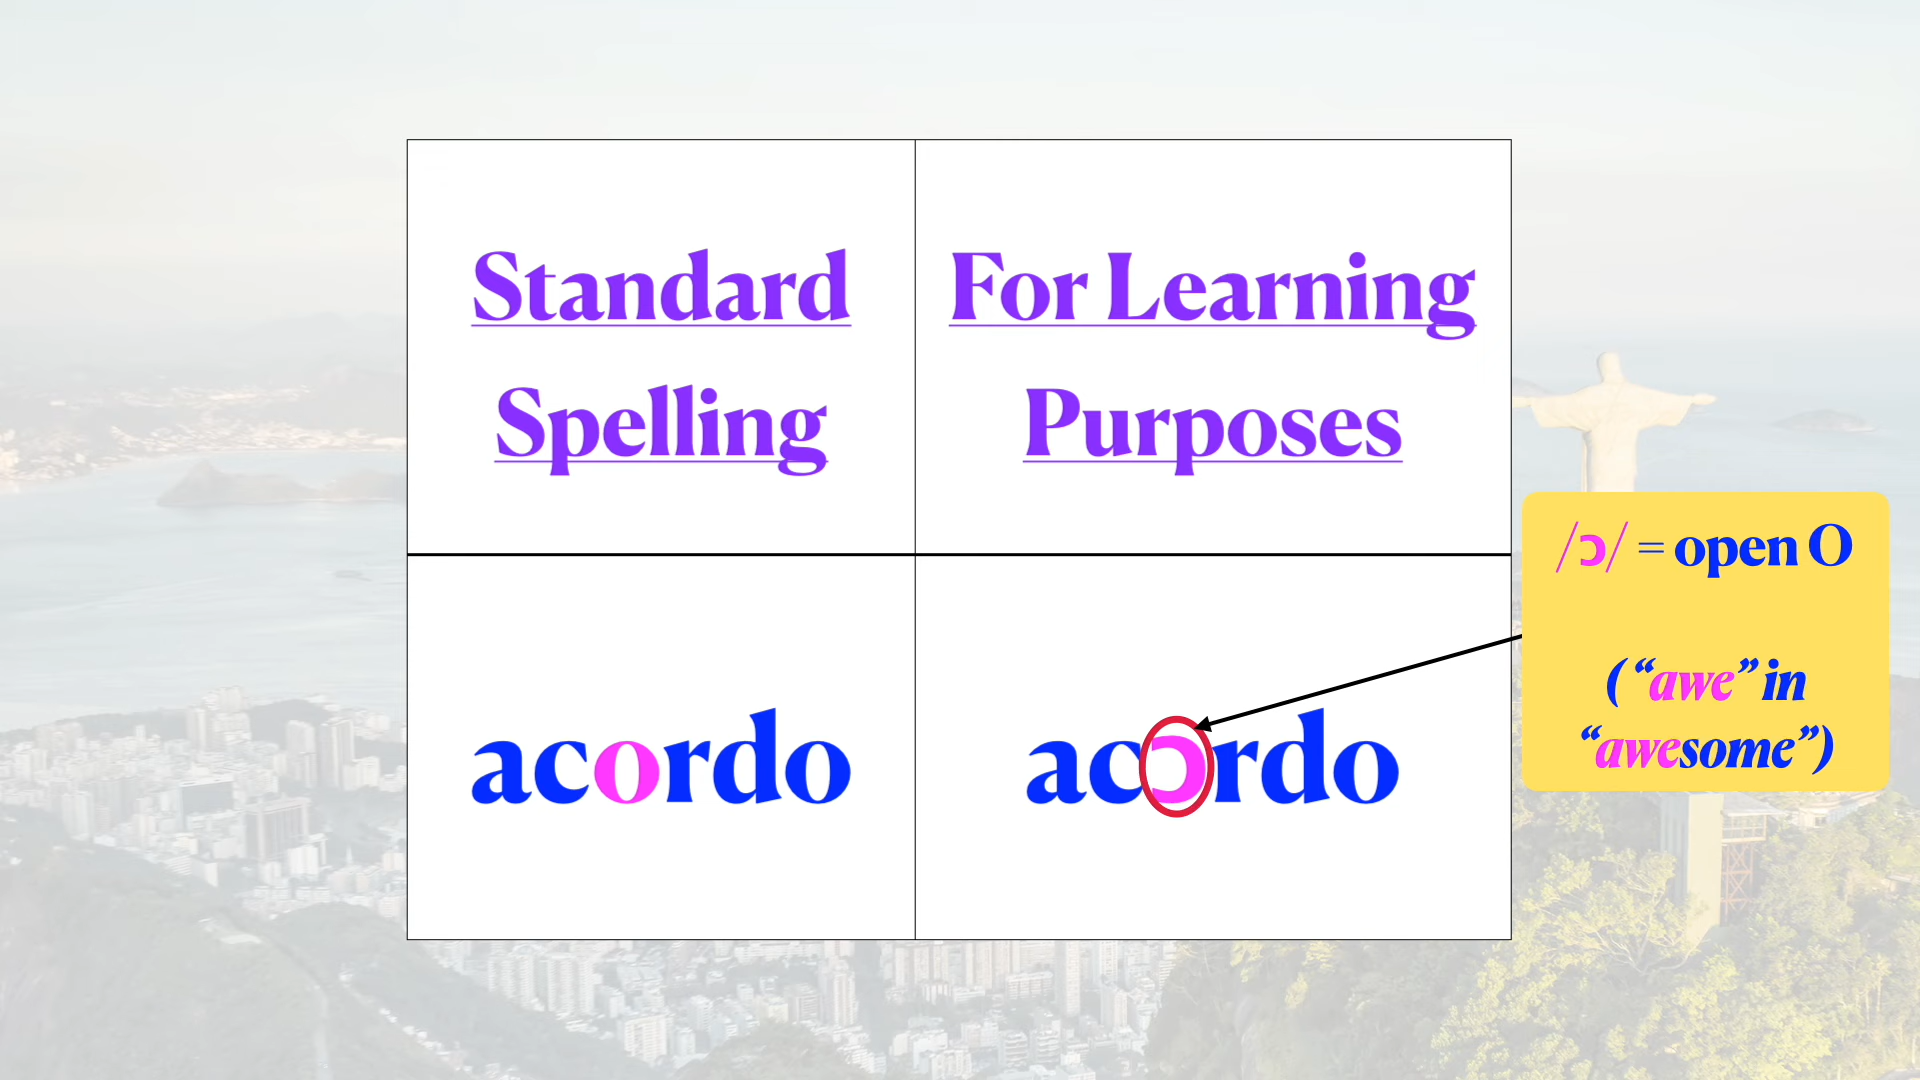 Standard
Spelling
For Learning
Purposes
acordo
acɔrdo
/ɔ/ = open O
(“awe” in
“awesome”)